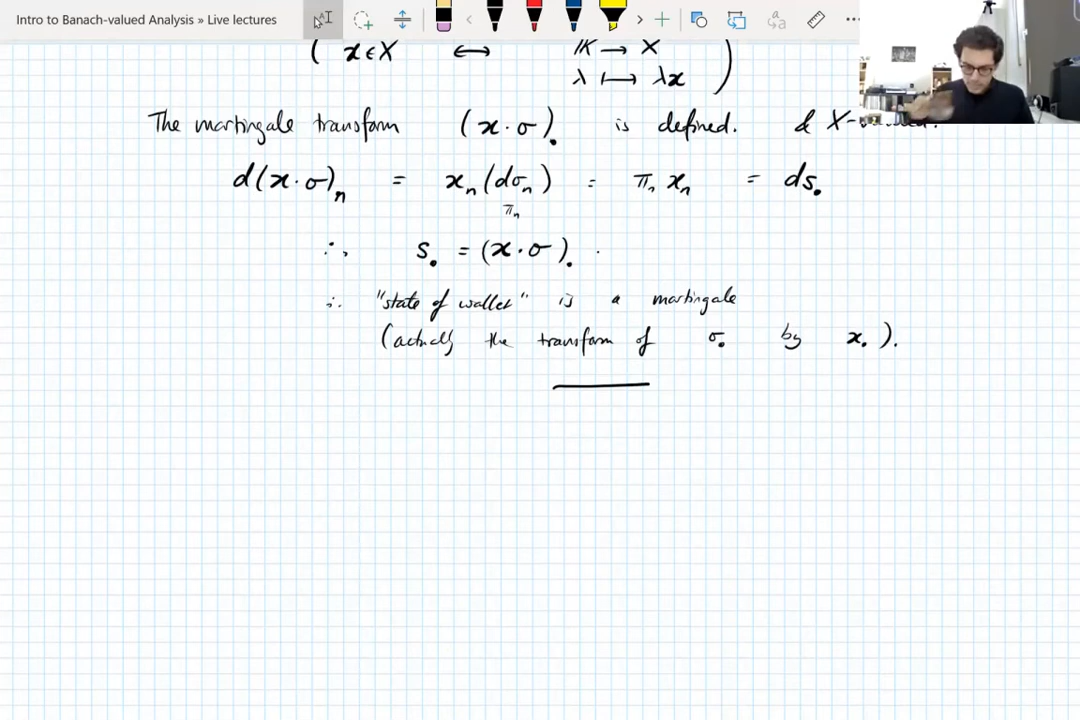 Intro to Banach-valued Analysis » Live lectures
( x ∈ X ⟷ 𝕂 → X
λ ⟼ λx )
The martingale transform (x · σ)• is defined. & X-
d(x · σ)ₙ = xₙ(dσₙ) = πₙ xₙ = ds•
πₙ
∴ s• = (x · σ)• .
∴ "state of wallet" is a martingale
(actually the transform of σ• by x•).